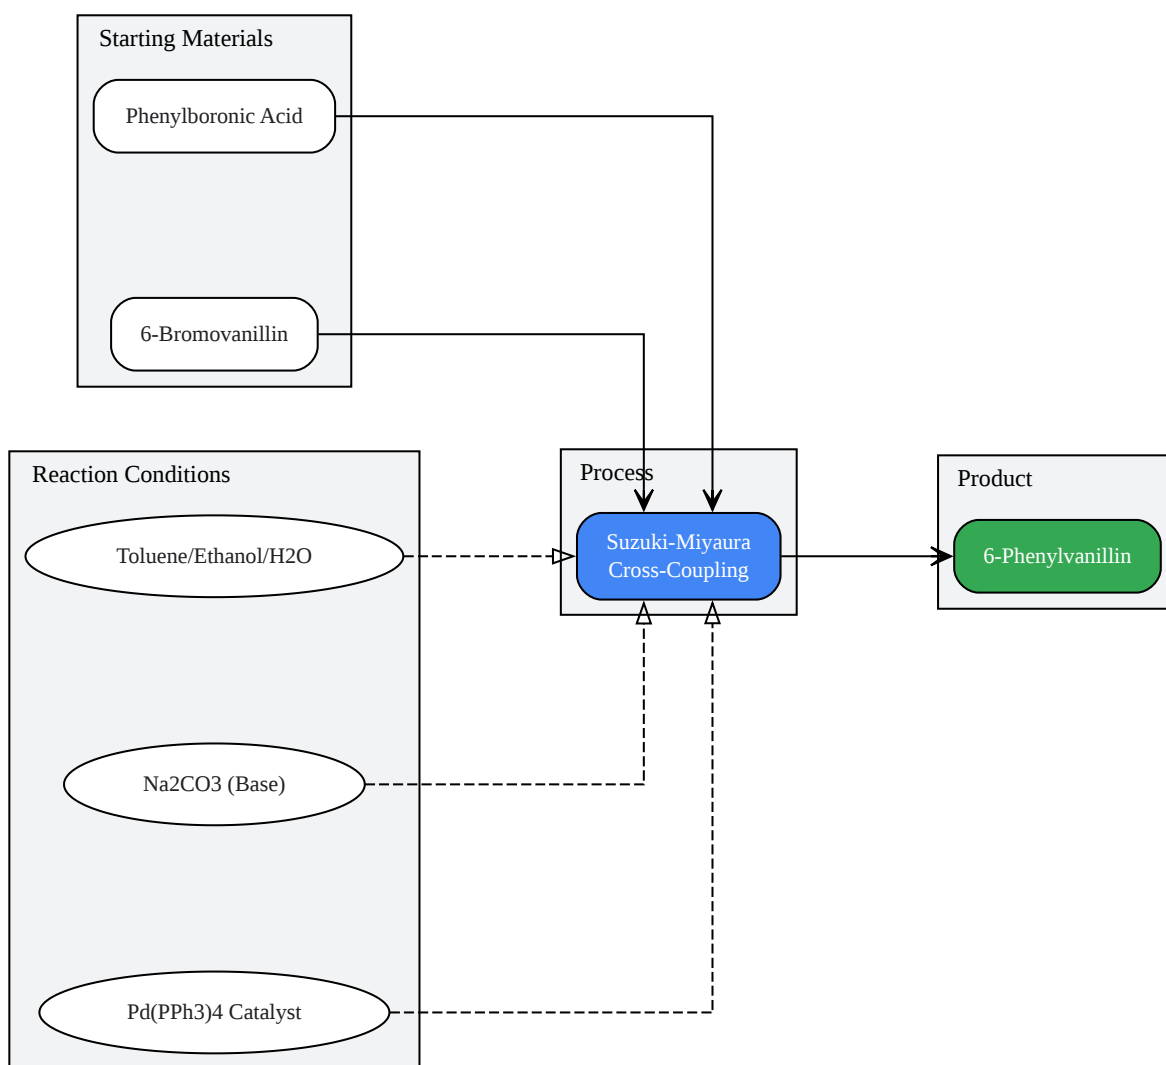 Starting Materials
Phenylboronic Acid
6-Bromovanillin
Reaction Conditions
Toluene/Ethanol/H2O
Na2CO3 (Base)
Pd(PPh3)4 Catalyst
Process
Suzuki-Miyaura
Cross-Coupling
Product
6-Phenylvanillin